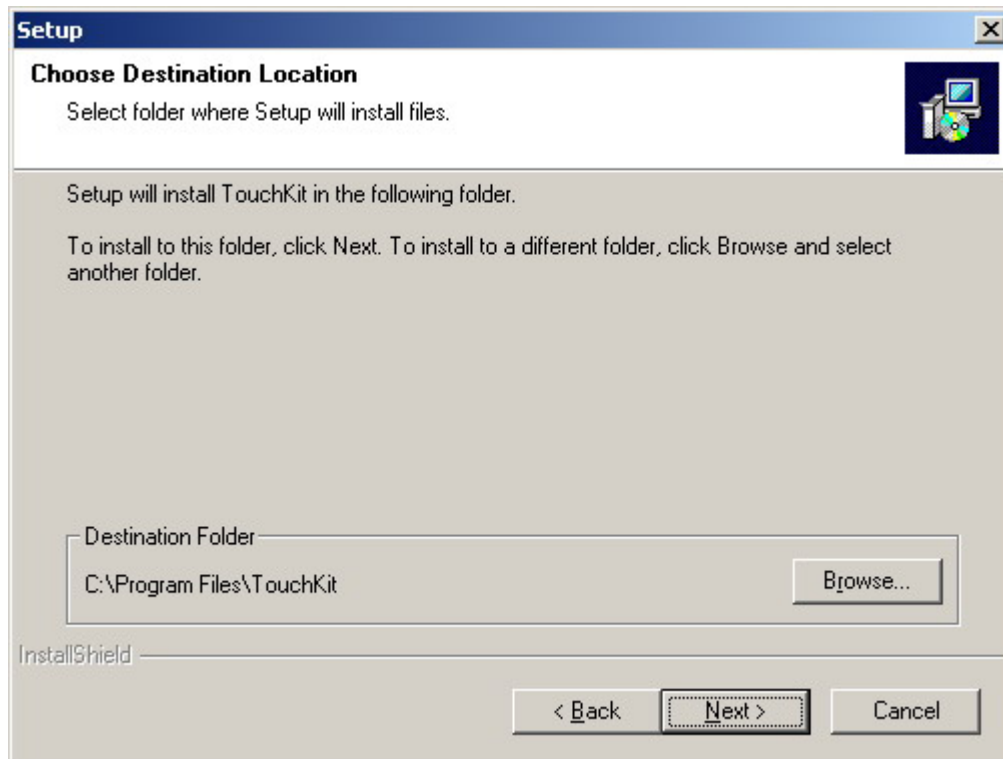 Setup
Choose Destination Location
Select folder where Setup will install files.
Setup will install TouchKit in the following folder.
To install to this folder, click Next. To install to a different folder, click Browse and select
another folder.
Destination Folder
C:\Program Files\TouchKit
Browse...
InstallShield
< Back
Next >
Cancel